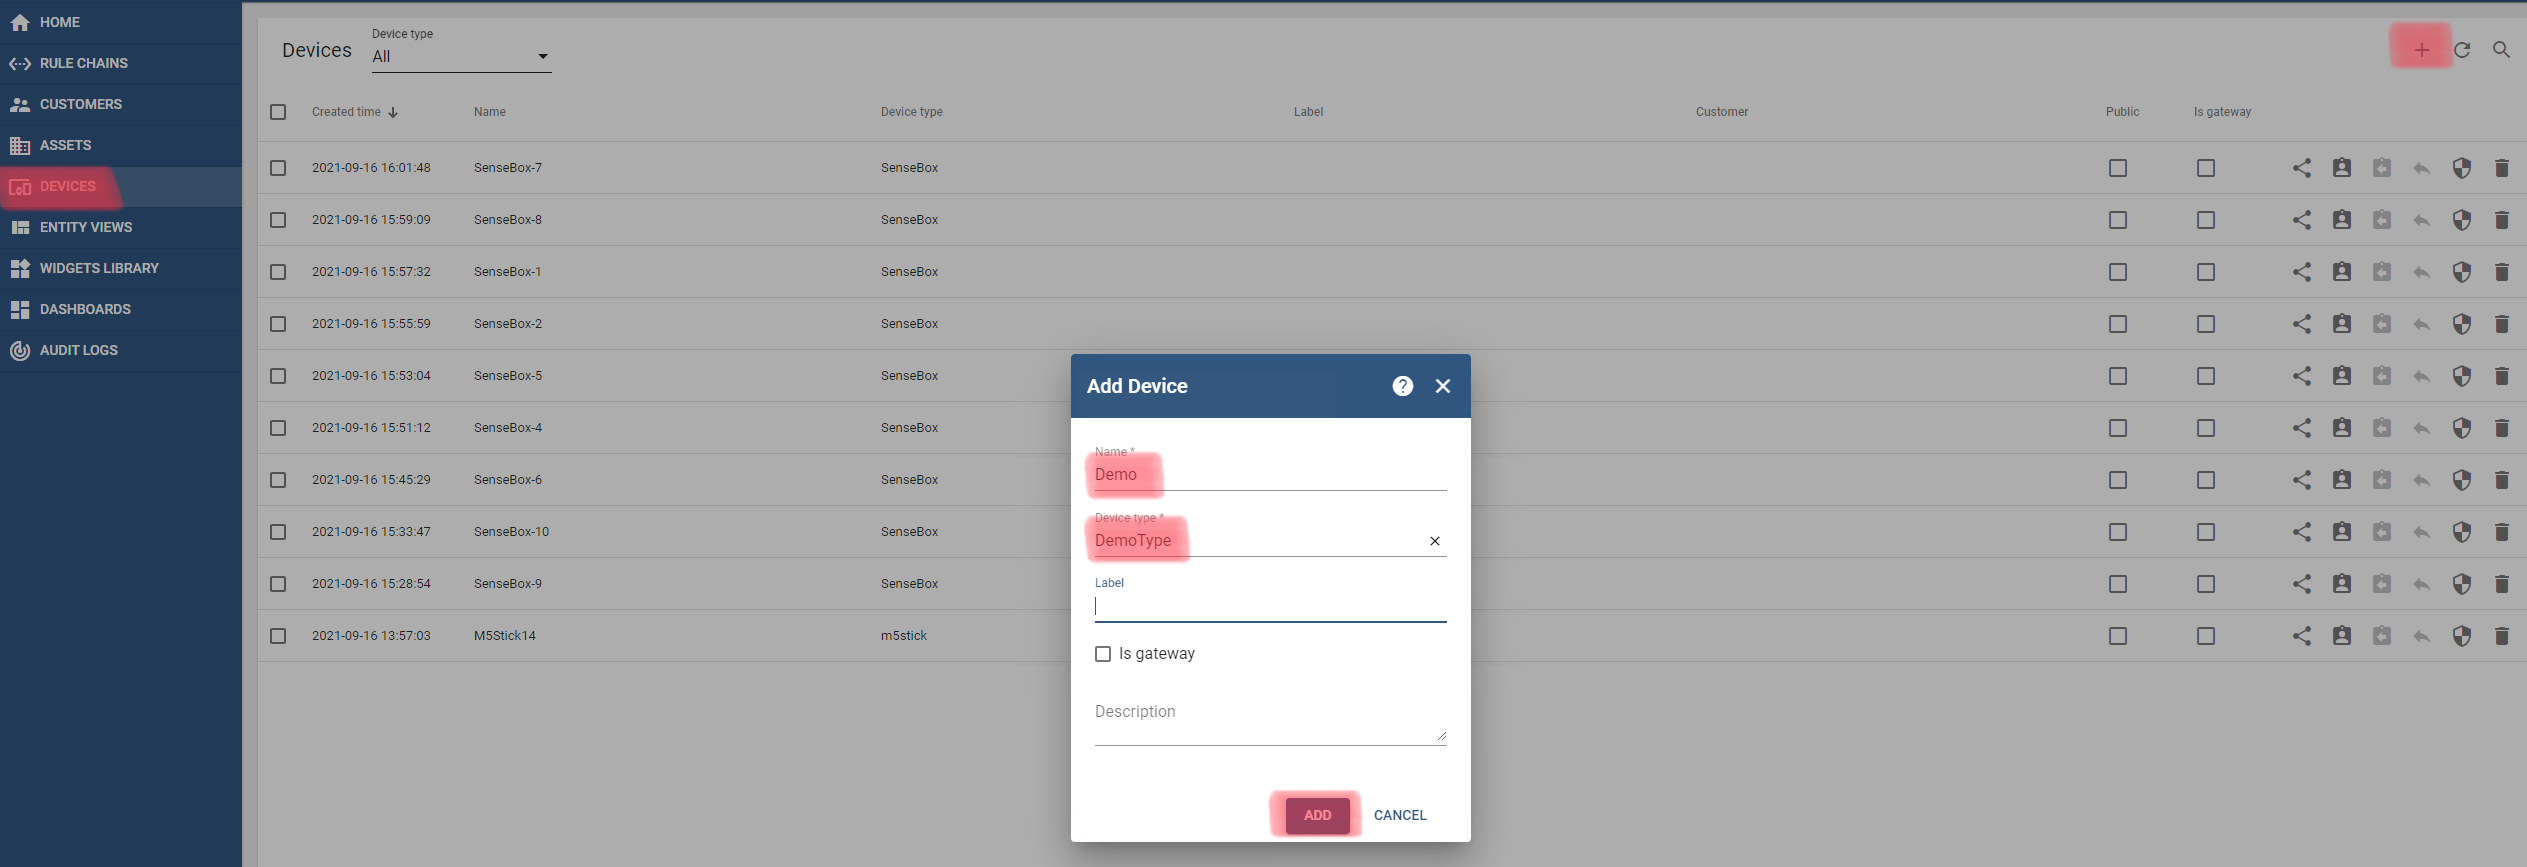 HOME
RULE CHAINS
CUSTOMERS
ASSETS
DEVICES
ENTITY VIEWS
WIDGETS LIBRARY
DASHBOARDS
AUDIT LOGS
Devices
Device type
All
Created time Name Device type Label Customer Public Is gateway
2021-09-16 16:01:48 SenseBox-7 SenseBox
2021-09-16 15:59:09 SenseBox-8 SenseBox
2021-09-16 15:57:32 SenseBox-1 SenseBox
2021-09-16 15:55:59 SenseBox-2 SenseBox
2021-09-16 15:53:04 SenseBox-5 SenseBox
2021-09-16 15:51:12 SenseBox-4 SenseBox
2021-09-16 15:45:29 SenseBox-6 SenseBox
2021-09-16 15:33:47 SenseBox-10 SenseBox
2021-09-16 15:28:54 SenseBox-9 SenseBox
2021-09-16 13:57:03 M5Stick14 m5stick
Add Device
Name *
Demo
Device type *
DemoType
Label
Is gateway
Description
ADD CANCEL